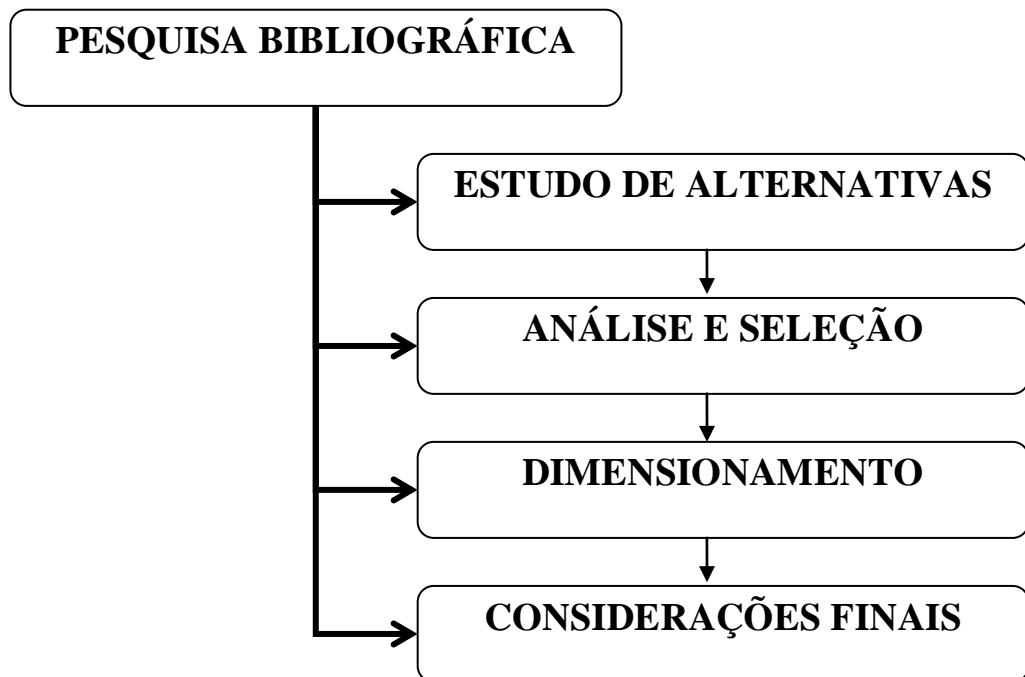 PESQUISA BIBLIOGRÁFICA
ESTUDO DE ALTERNATIVAS
ANÁLISE E SELEÇÃO
DIMENSIONAMENTO
CONSIDERAÇÕES FINAIS